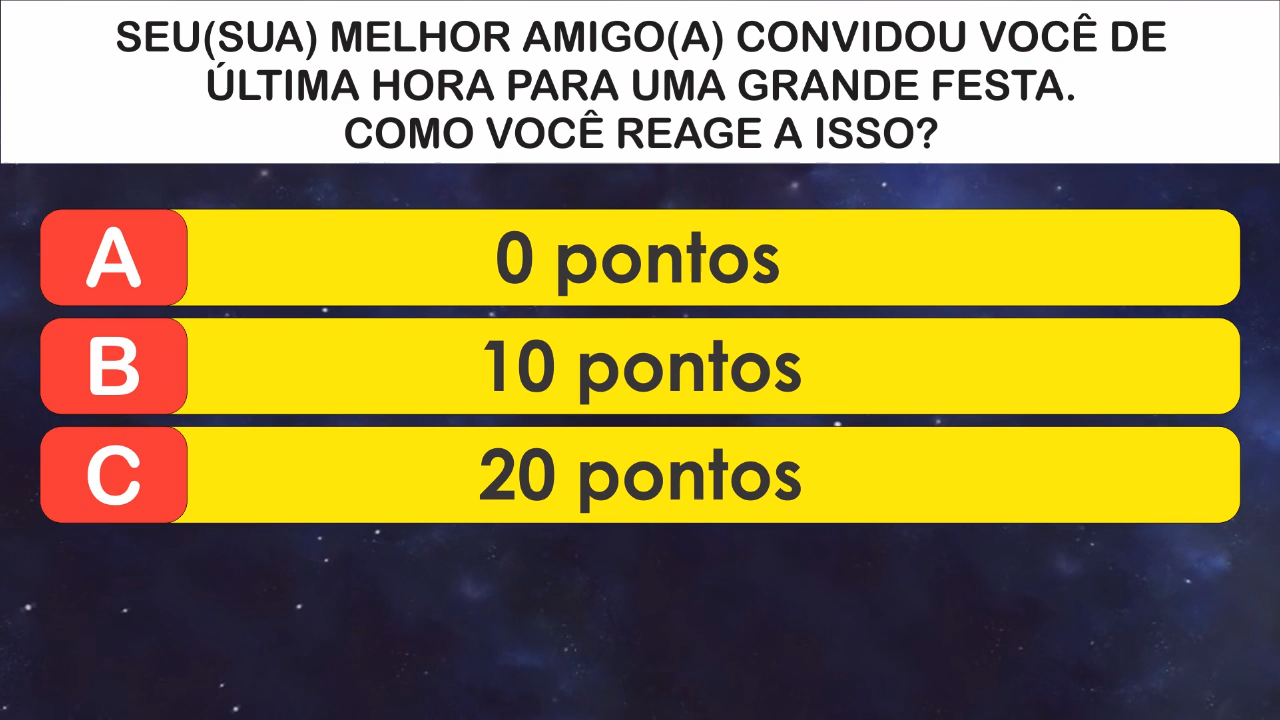 SEU(SUA) MELHOR AMIGO(A) CONVIDOU VOCÊ DE
ÚLTIMA HORA PARA UMA GRANDE FESTA.
COMO VOCÊ REAGE A ISSO?
A 0 pontos
B 10 pontos
C 20 pontos